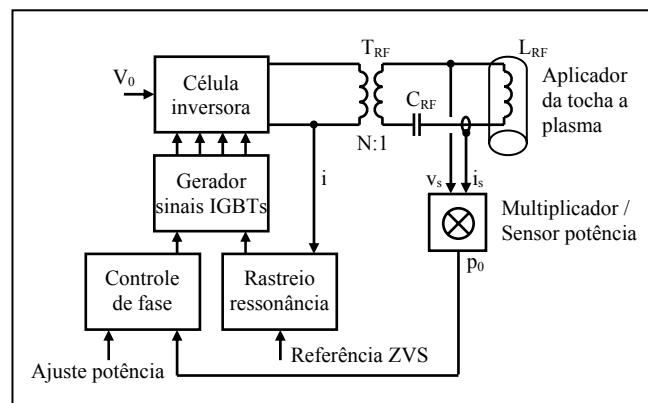 T_RF
L_RF
V_0
Célula
inversora
C_RF
Aplicador
da tocha a
plasma
N:1
i
v_s
i_s
Gerador
sinais IGBTs
Multiplicador /
Sensor potência
p_0
Controle
de fase
Rastreio
ressonância
Referência ZVS
Ajuste potência